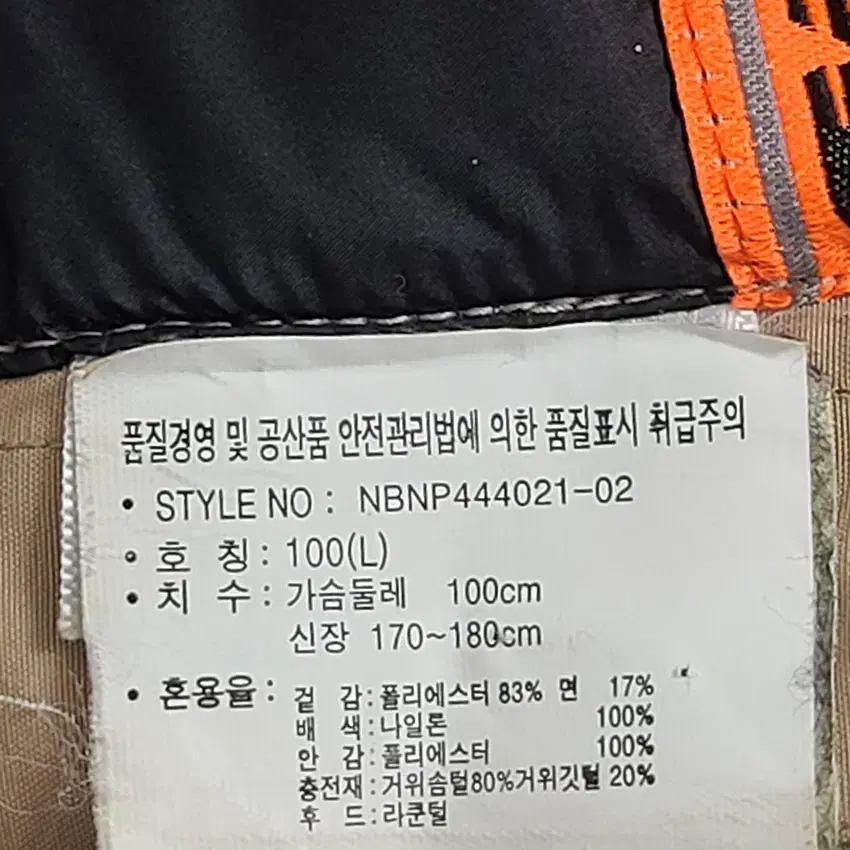 품질경영 및 공산품 안전관리법에 의한 품질표시 취급주의
• STYLE NO : NBNP444021-02
• 호 칭 : 100(L)
• 치 수 : 가슴둘레 100cm
신장 170~180cm
• 혼용율 : 겉 감 : 폴리에스터 83% 면 17%
배 색 : 나일론 100%
안 감 : 폴리에스터 100%
충전재 : 거위솜털80%거위깃털 20%
후 드 : 라쿤털